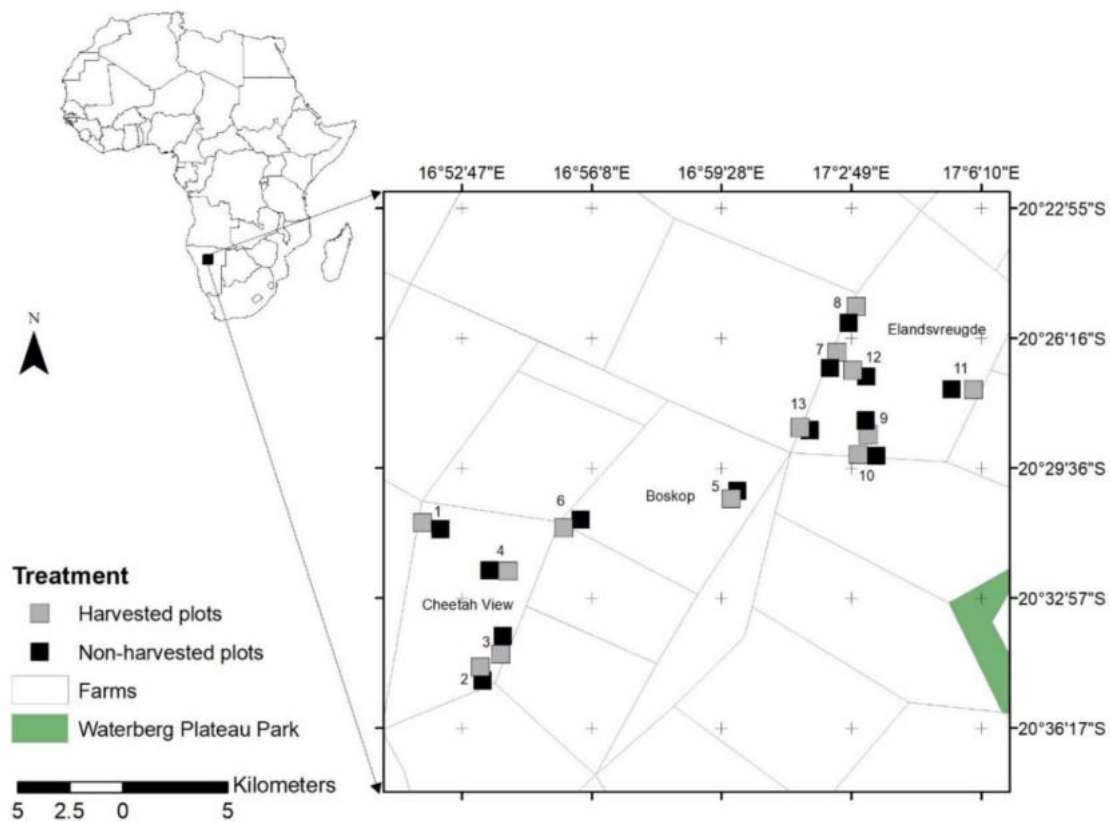 16°52'47"E 16°56'8"E 16°59'28"E 17°2'49"E 17°6'10"E
20°22'55"S
8
Elandsvreugde
20°26'16"S
7
12
11
13
9
20°29'36"S
10
5
Boskop
6
1
4
Cheetah View
20°32'57"S
3
2
20°36'17"S
N
Treatment
Harvested plots
Non-harvested plots
Farms
Waterberg Plateau Park
Kilometers
5 2.5 0 5